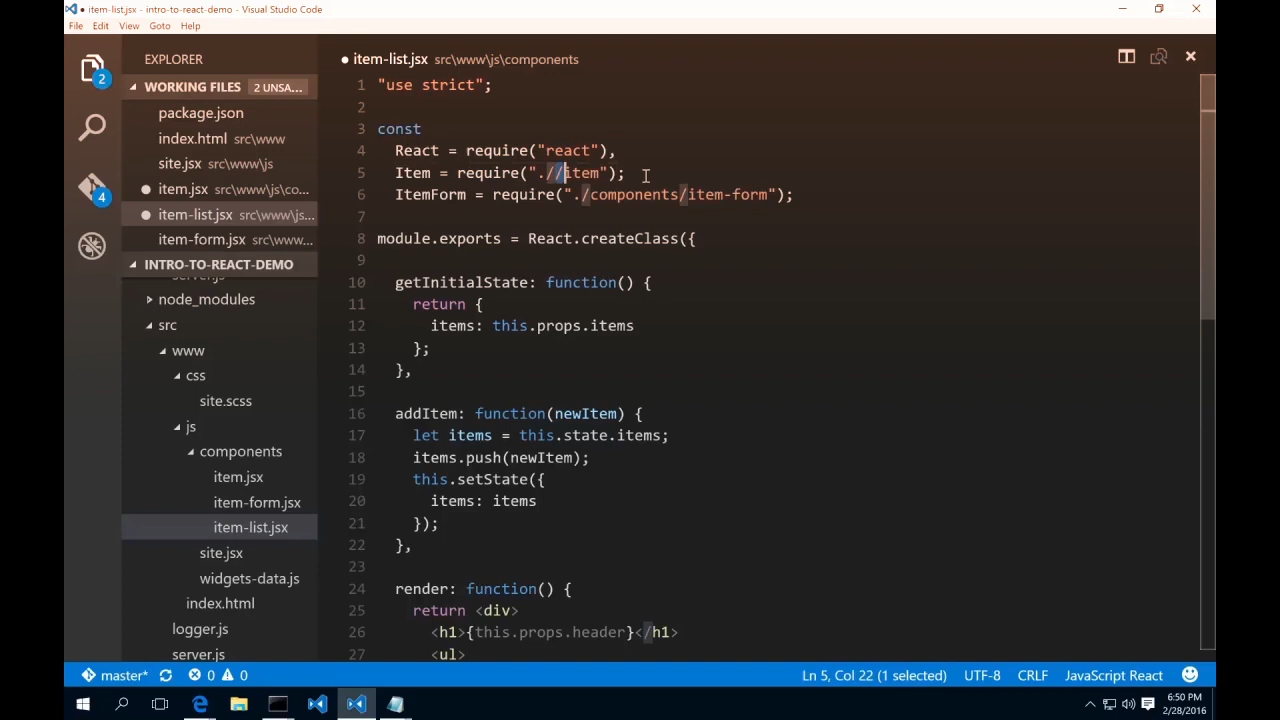 ● item-list.jsx - intro-to-react-demo - Visual Studio Code
File Edit View Goto Help
EXPLORER
● item-list.jsx src\www\js\components
WORKING FILES 2 UNSA...
package.json
index.html src\www
site.jsx src\www\js
● item.jsx src\www\js\co...
● item-list.jsx src\www\js...
item-form.jsx src\www...
INTRO-TO-REACT-DEMO
server.js
node_modules
src
www
css
site.scss
js
components
item.jsx
item-form.jsx
item-list.jsx
site.jsx
widgets-data.js
index.html
logger.js
server.js
2
4
1 "use strict";
2
3 const
4 React = require("react"),
5 Item = require(".//item");
6 ItemForm = require("./components/item-form");
7
8 module.exports = React.createClass({
9
10 getInitialState: function() {
11 return {
12 items: this.props.items
13 };
14 },
15
16 addItem: function(newItem) {
17 let items = this.state.items;
18 items.push(newItem);
19 this.setState({
20 items: items
21 });
22 },
23
24 render: function() {
25 return <div>
26 <h1>{this.props.header}</h1>
27 <ul>
master* 0 0 Ln 5, Col 22 (1 selected) UTF-8 CRLF JavaScript React
6:50 PM
2/28/2016